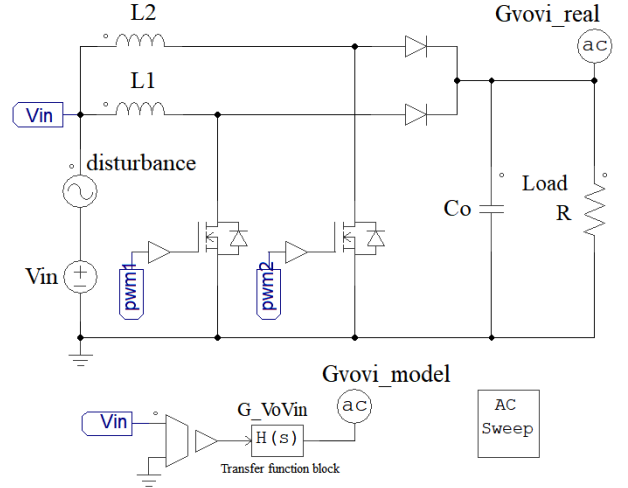 Gvovi_real
L2
ac
L1
Vin
disturbance
Load
Co
R
Vin
pwm1
pwm2
Gvovi_model
G_VoVin
ac
AC
Sweep
Vin
H(s)
Transfer function block